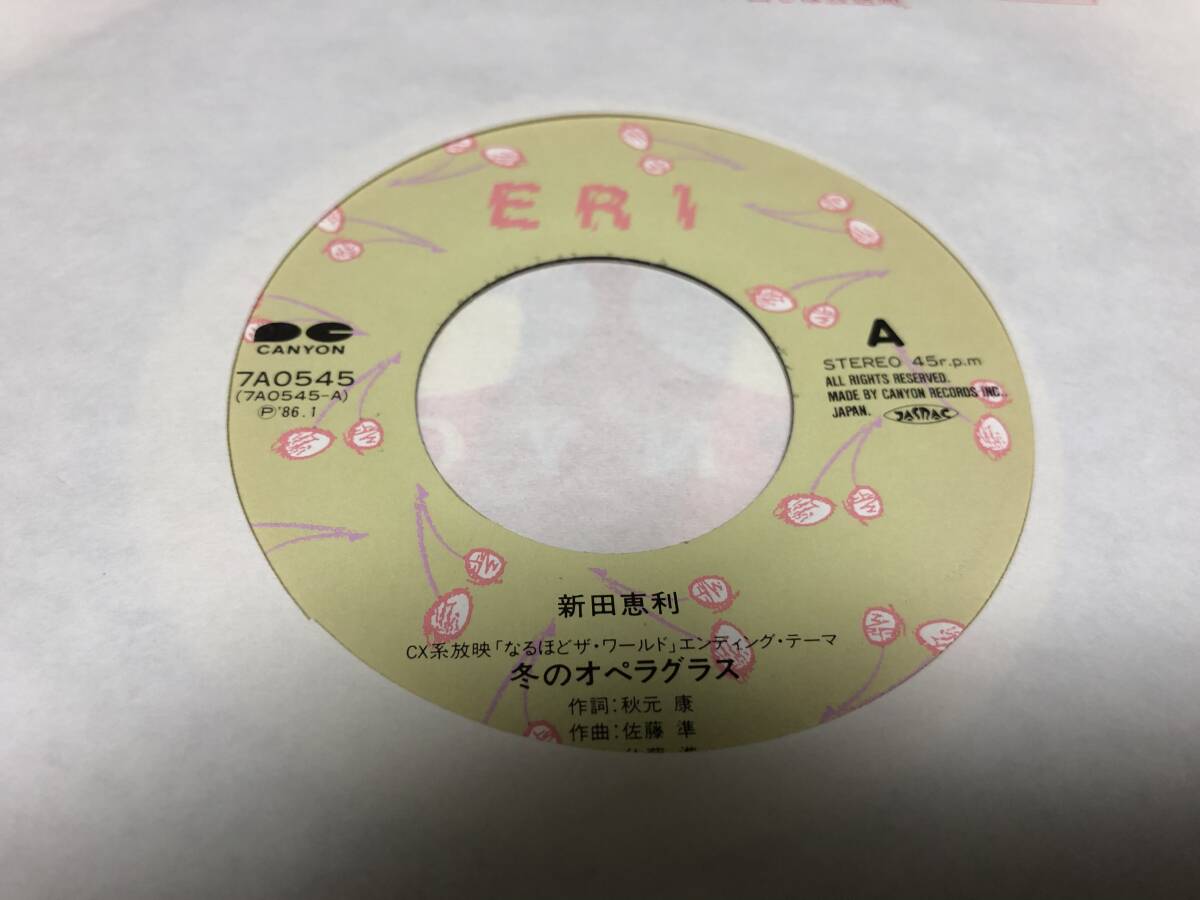 ERI
CANYON
7A0545
(7A0545-A)
Ⓟ'86.1
A
STEREO 45r.p.m
ALL RIGHTS RESERVED.
MADE BY CANYON RECORDS INC.,
JAPAN. JASRAC
新田恵利
CX系放映「なるほどザ・ワールド」エンディング・テーマ
冬のオペラグラス
作詞:秋元 康
作曲:佐藤 準